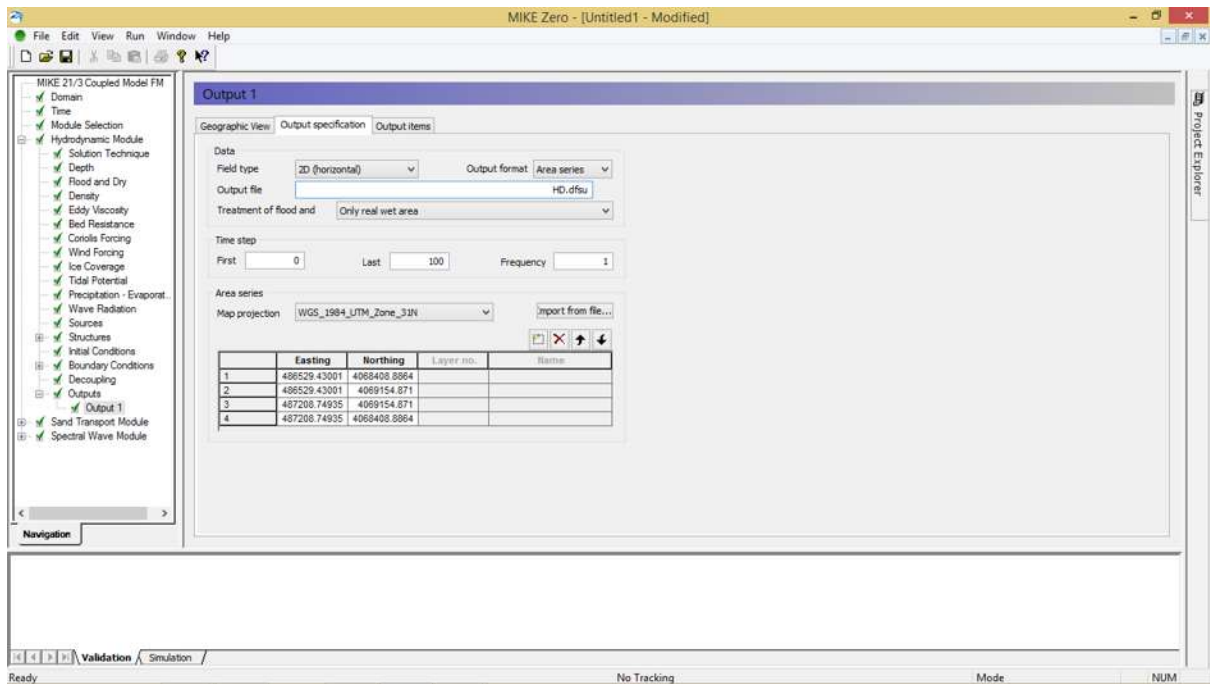 MIKE Zero - [Untitled1 - Modified]
File Edit View Run Window Help
MIKE 21/3 Coupled Model FM
Domain
Time
Module Selection
Hydrodynamic Module
Solution Technique
Depth
Flood and Dry
Density
Eddy Viscosity
Bed Resistance
Coriolis Forcing
Wind Forcing
Ice Coverage
Tidal Potential
Precipitation - Evaporat..
Wave Radiation
Sources
Structures
Initial Conditions
Boundary Conditions
Decoupling
Outputs
Output 1
Sand Transport Module
Spectral Wave Module
Navigation
Output 1
Geographic View Output specification Output items
Data
Field type 2D (horizontal) Output format Area series
Output file HD.dfsu
Treatment of flood and Only real wet area
Time step
First 0 Last 100 Frequency 1
Area series
Map projection WGS_1984_UTM_Zone_31N Import from file...
Easting Northing Layer no. Name
1 486529.43001 4068408.8864
2 486529.43001 4069154.871
3 487208.74935 4069154.871
4 487208.74935 4068408.8864
Project Explorer
Validation Simulation
Ready No Tracking Mode NUM